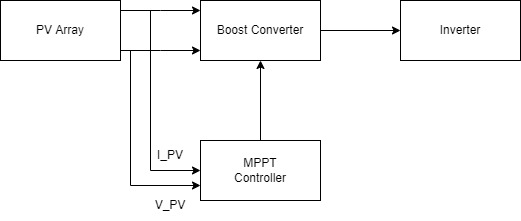 PV Array
Boost Converter
Inverter
I_PV
MPPT
Controller
V_PV